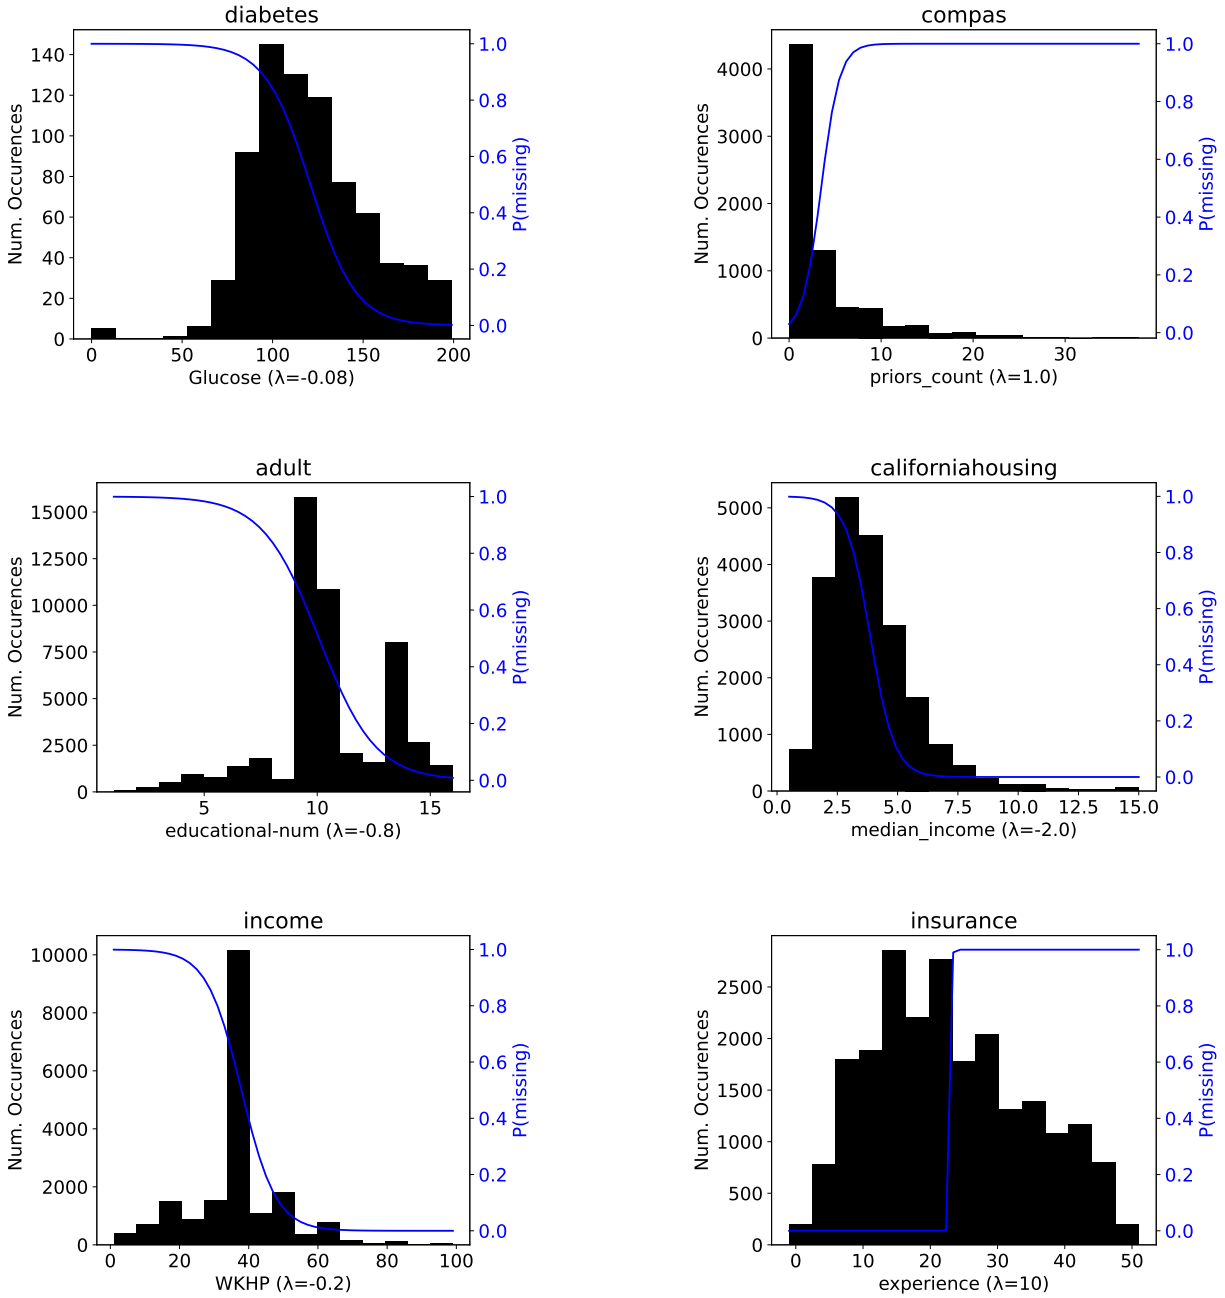 diabetes
140
120
100
80
60
40
20
0
Num. Occurences
1.0
0.8
0.6
0.4
0.2
0.0
P(missing)
0 50 100 150 200
Glucose (λ=-0.08)
compas
4000
3000
2000
1000
0
Num. Occurences
1.0
0.8
0.6
0.4
0.2
0.0
P(missing)
0 10 20 30
priors_count (λ=1.0)
adult
15000
12500
10000
7500
5000
2500
0
Num. Occurences
1.0
0.8
0.6
0.4
0.2
0.0
P(missing)
5 10 15
educational-num (λ=-0.8)
californiahousing
5000
4000
3000
2000
1000
0
Num. Occurences
1.0
0.8
0.6
0.4
0.2
0.0
P(missing)
0.0 2.5 5.0 7.5 10.0 12.5 15.0
median_income (λ=-2.0)
income
10000
8000
6000
4000
2000
0
Num. Occurences
1.0
0.8
0.6
0.4
0.2
0.0
P(missing)
0 20 40 60 80 100
WKHP (λ=-0.2)
insurance
2500
2000
1500
1000
500
0
Num. Occurences
1.0
0.8
0.6
0.4
0.2
0.0
P(missing)
0 10 20 30 40 50
experience (λ=10)